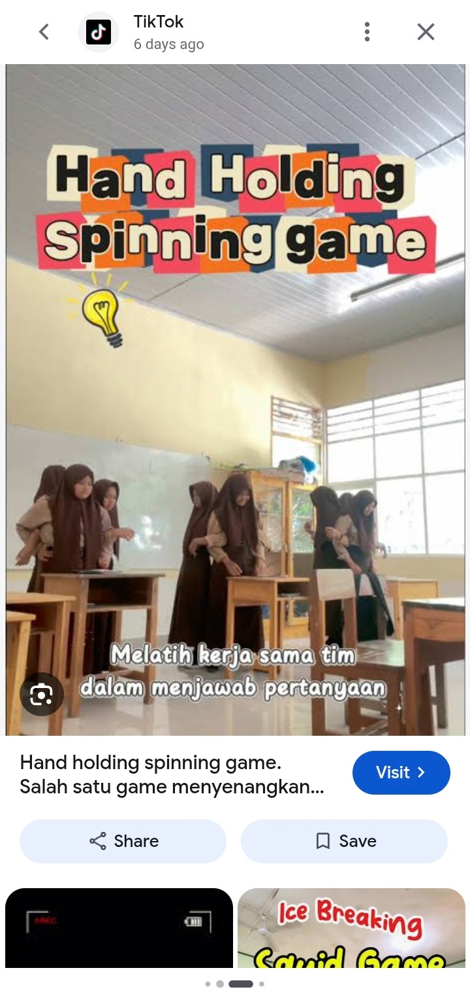 TikTok
6 days ago
Hand Holding
Spinning game
Melatih kerja sama tim
dalam menjawab pertanyaan
Hand holding spinning game.
Salah satu game menyenangkan...
Visit
Share
Save
REC
Ice Breaking
Squid Game